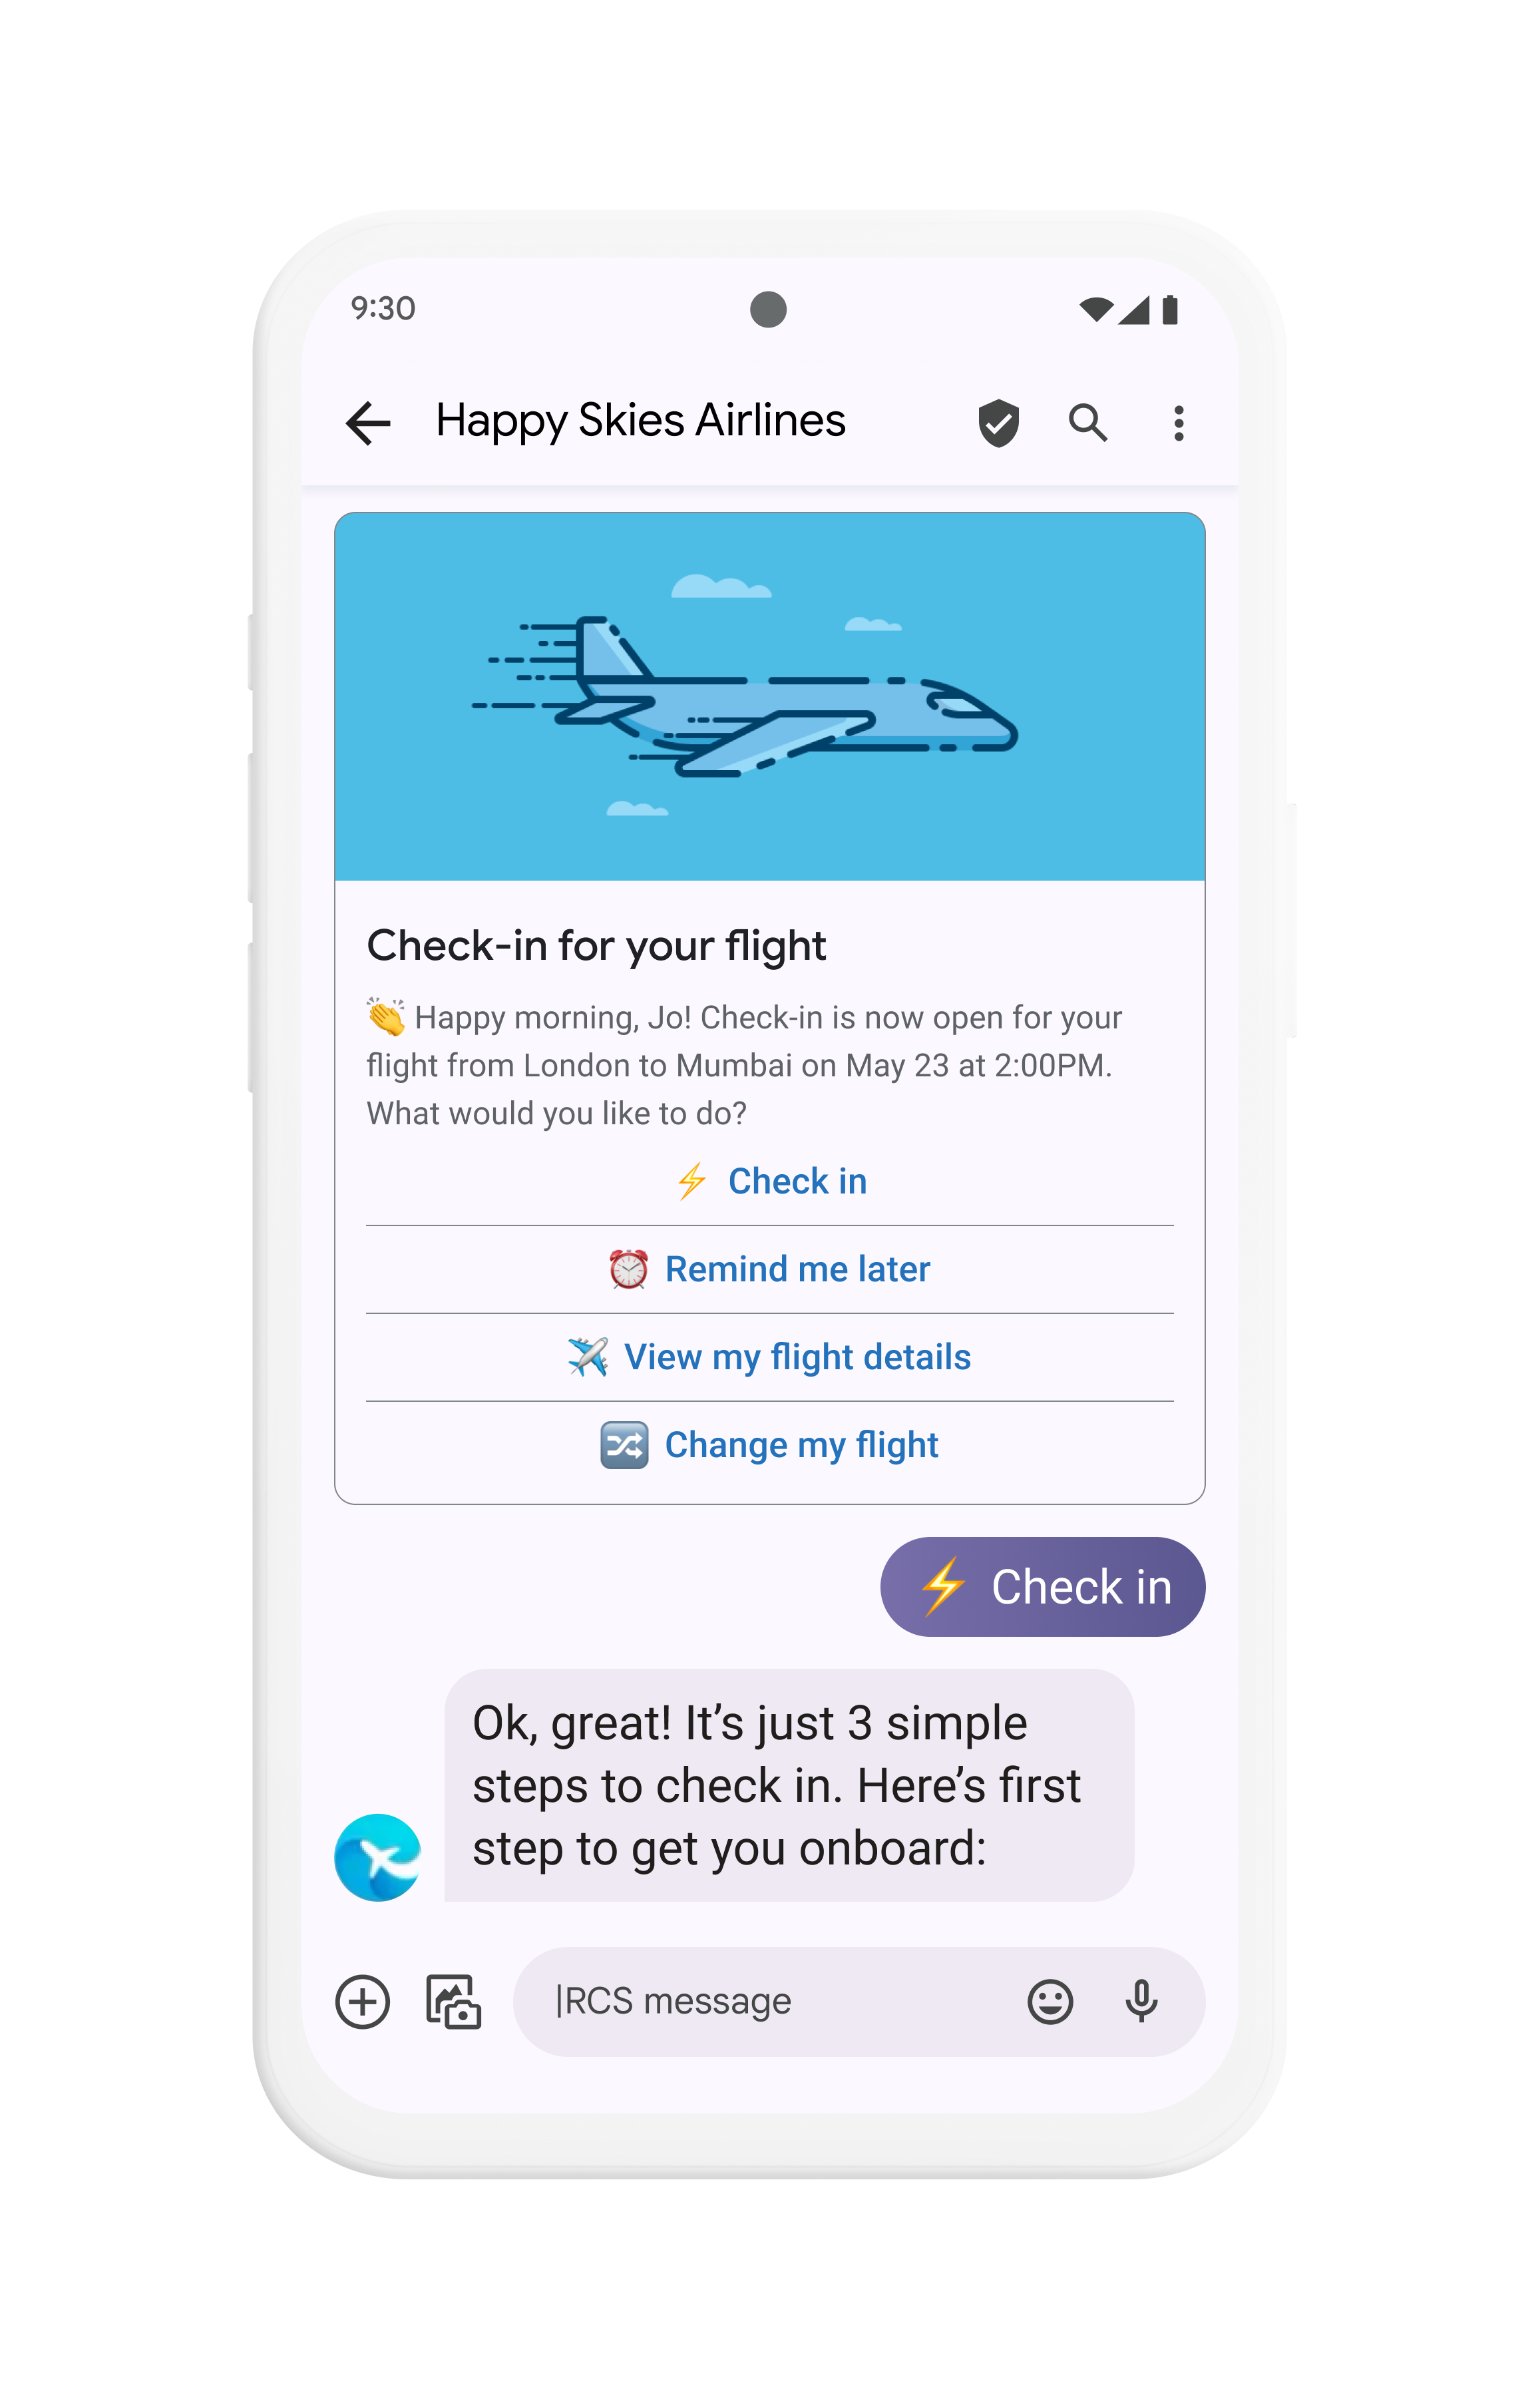 9:30
Happy Skies Airlines
Check-in for your flight
👏 Happy morning, Jo! Check-in is now open for your
flight from London to Mumbai on May 23 at 2:00PM.
What would you like to do?
⚡ Check in
⏰ Remind me later
✈️ View my flight details
🔀 Change my flight
⚡ Check in
Ok, great! It’s just 3 simple
steps to check in. Here’s first
step to get you onboard:
RCS message